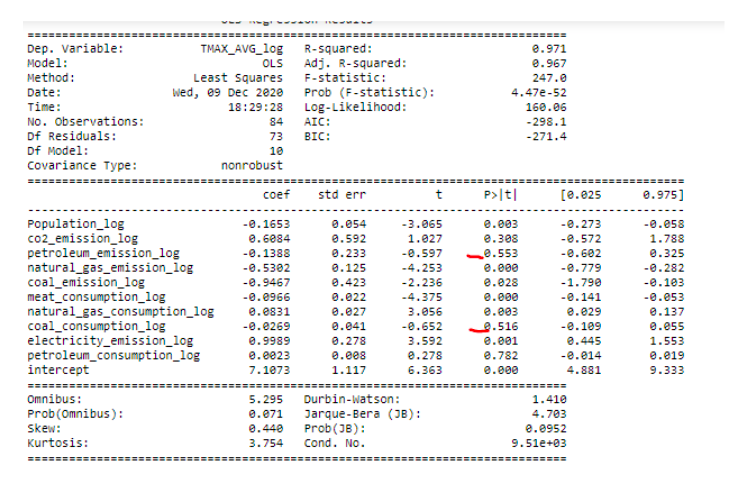 OLS Regression Results
==============================================================================
Dep. Variable: TMAX_AVG_log R-squared: 0.971
Model: OLS Adj. R-squared: 0.967
Method: Least Squares F-statistic: 247.0
Date: Wed, 09 Dec 2020 Prob (F-statistic): 4.47e-52
Time: 18:29:28 Log-Likelihood: 160.06
No. Observations: 84 AIC: -298.1
Df Residuals: 73 BIC: -271.4
Df Model: 10
Covariance Type: nonrobust
==============================================================================
coef std err t P>|t| [0.025 0.975]
------------------------------------------------------------------------------
Population_log -0.1653 0.054 -3.065 0.003 -0.273 -0.058
co2_emission_log 0.6084 0.592 1.027 0.308 -0.572 1.788
petroleum_emission_log -0.1388 0.233 -0.597 0.553 -0.602 0.325
natural_gas_emission_log -0.5302 0.125 -4.253 0.000 -0.779 -0.282
coal_emission_log -0.9467 0.423 -2.236 0.028 -1.790 -0.103
meat_consumption_log -0.0966 0.022 -4.375 0.000 -0.141 -0.053
natural_gas_consumption_log 0.0831 0.027 3.056 0.003 0.029 0.137
coal_consumption_log -0.0269 0.041 -0.652 0.516 -0.109 0.055
electricity_emission_log 0.9989 0.278 3.592 0.001 0.445 1.553
petroleum_consumption_log 0.0023 0.008 0.278 0.782 -0.014 0.019
intercept 7.1073 1.117 6.363 0.000 4.881 9.333
==============================================================================
Omnibus: 5.295 Durbin-Watson: 1.410
Prob(Omnibus): 0.071 Jarque-Bera (JB): 4.703
Skew: 0.440 Prob(JB): 0.0952
Kurtosis: 3.754 Cond. No. 9.51e+03
==============================================================================